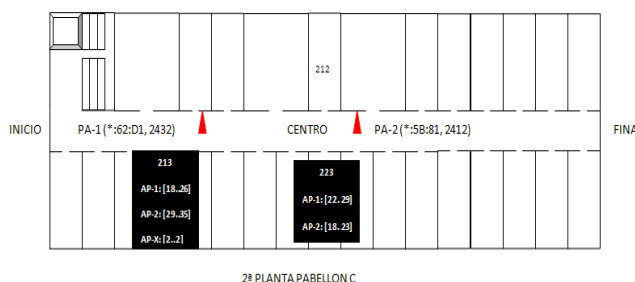 212
INICIO PA-1 (*:62:D1, 2432) CENTRO PA-2 (*:5B:81, 2412) FINA
213
AP-1: [18..26]
AP-2: [29..35]
AP-X: [2..2]
223
AP-1: [22..29]
AP-2: [18..23]
2ª PLANTA PABELLON C